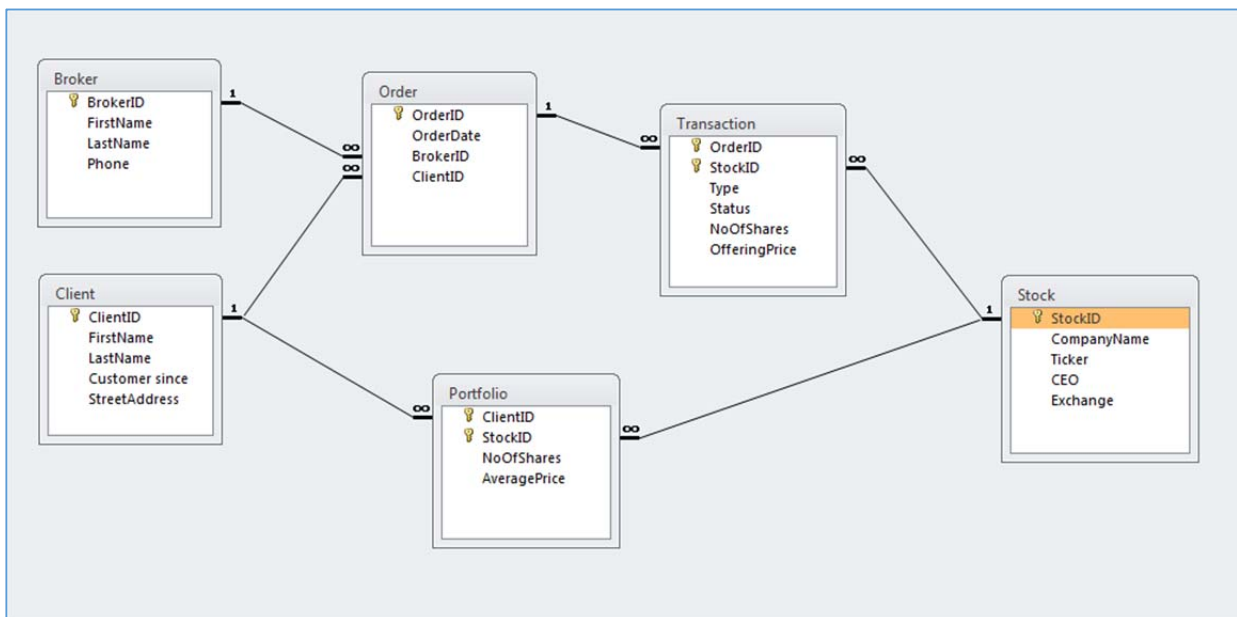 Broker
BrokerID
FirstName
LastName
Phone
1
∞
∞
Order
OrderID
OrderDate
BrokerID
ClientID
1
∞
Transaction
OrderID
StockID
Type
Status
NoOfShares
OfferingPrice
∞
Client
ClientID
FirstName
LastName
Customer since
StreetAddress
1
∞
Portfolio
ClientID
StockID
NoOfShares
AveragePrice
∞
1
Stock
StockID
CompanyName
Ticker
CEO
Exchange